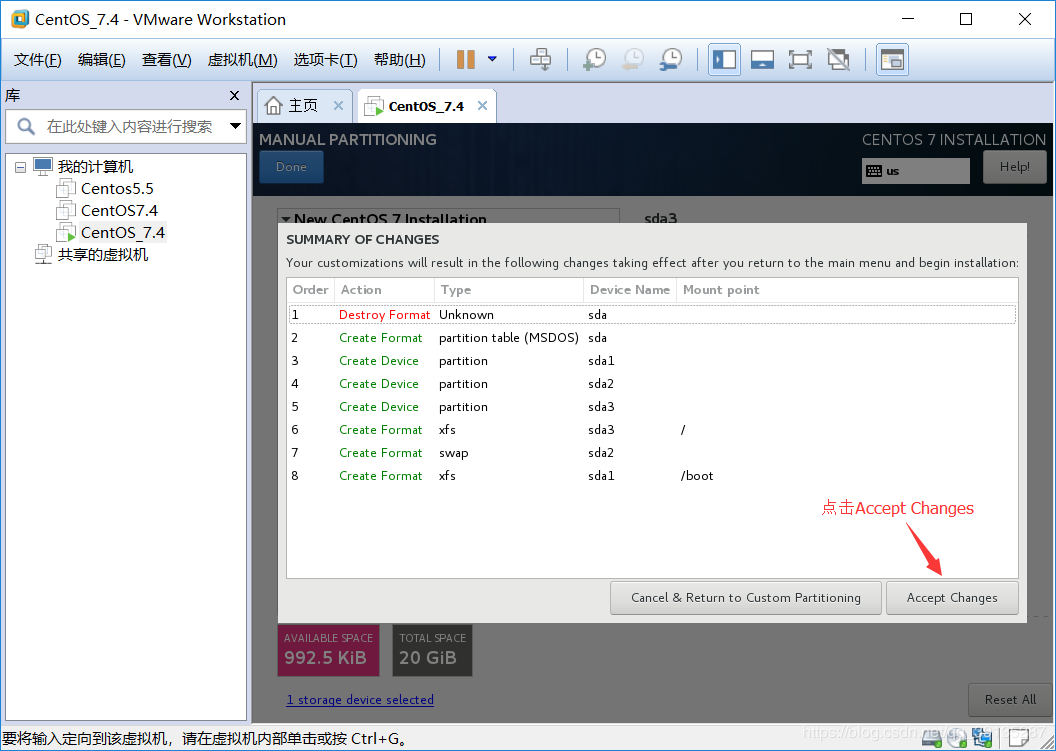 CentOS_7.4 - VMware Workstation
文件(F) 编辑(E) 查看(V) 虚拟机(M) 选项卡(T) 帮助(H)
库
在此处键入内容进行搜索
我的计算机
Centos5.5
CentOS7.4
CentOS_7.4
共享的虚拟机
主页 CentOS_7.4
MANUAL PARTITIONING CENTOS 7 INSTALLATION
Done us Help!
New CentOS 7 Installation sda3
SUMMARY OF CHANGES
Your customizations will result in the following changes taking effect after you return to the main menu and begin installation:
Order Action Type Device Name Mount point
1 Destroy Format Unknown sda
2 Create Format partition table (MSDOS) sda
3 Create Device partition sda1
4 Create Device partition sda2
5 Create Device partition sda3
6 Create Format xfs sda3 /
7 Create Format swap sda2
8 Create Format xfs sda1 /boot
点击Accept Changes
Cancel & Return to Custom Partitioning Accept Changes
AVAILABLE SPACE
992.5 KiB
TOTAL SPACE
20 GiB
1 storage device selected
Reset All
要将输入定向到该虚拟机，请在虚拟机内部单击或按 Ctrl+G。